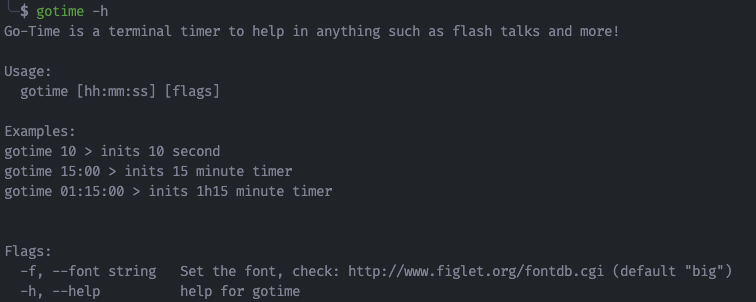 $ gotime -h
Go-Time is a terminal timer to help in anything such as flash talks and more!
Usage:
  gotime [hh:mm:ss] [flags]
Examples:
gotime 10 > inits 10 second
gotime 15:00 > inits 15 minute timer
gotime 01:15:00 > inits 1h15 minute timer
Flags:
  -f, --font string   Set the font, check: http://www.figlet.org/fontdb.cgi (default "big")
  -h, --help          help for gotime